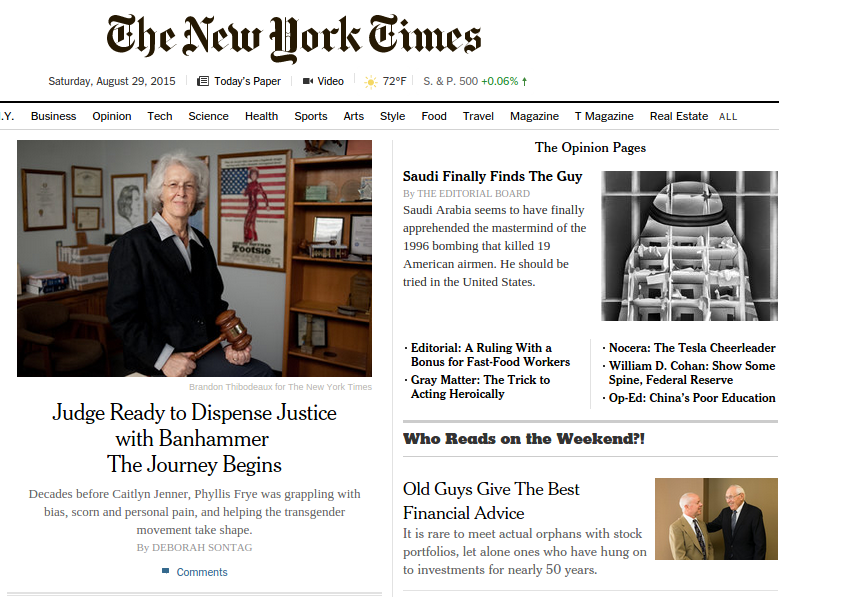 The New York Times
Saturday, August 29, 2015
Today's Paper
Video
72°F
S. & P. 500 +0.06%
.Y. Business Opinion Tech Science Health Sports Arts Style Food Travel Magazine T Magazine Real Estate ALL
Tootsie
Brandon Thibodeaux for The New York Times
Judge Ready to Dispense Justice
with Banhammer
The Journey Begins
Decades before Caitlyn Jenner, Phyllis Frye was grappling with
bias, scorn and personal pain, and helping the transgender
movement take shape.
By DEBORAH SONTAG
Comments
The Opinion Pages
Saudi Finally Finds The Guy
By THE EDITORIAL BOARD
Saudi Arabia seems to have finally
apprehended the mastermind of the
1996 bombing that killed 19
American airmen. He should be
tried in the United States.
· Editorial: A Ruling With a
Bonus for Fast-Food Workers
· Gray Matter: The Trick to
Acting Heroically
· Nocera: The Tesla Cheerleader
· William D. Cohan: Show Some
Spine, Federal Reserve
· Op-Ed: China's Poor Education
Who Reads on the Weekend?!
Old Guys Give The Best
Financial Advice
It is rare to meet actual orphans with stock
portfolios, let alone ones who have hung on
to investments for nearly 50 years.